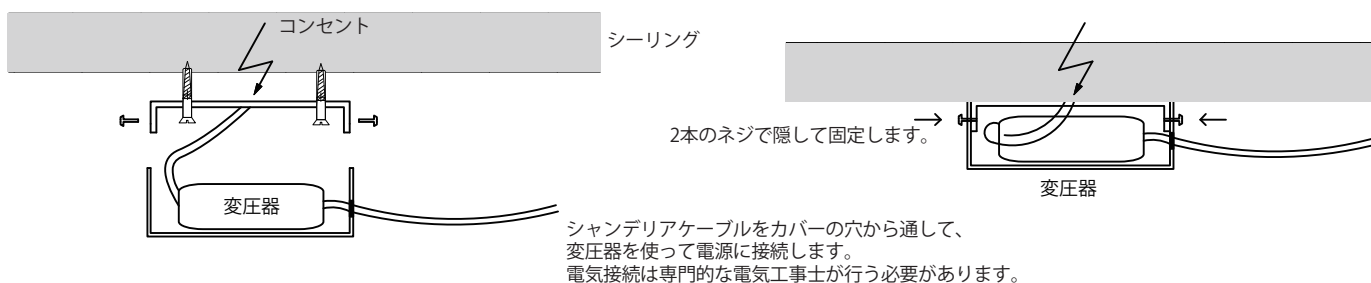 コンセント
シーリング
2本のネジで隠して固定します。
変圧器
変圧器
シャンデリアケーブルをカバーの穴から通して、
変圧器を使って電源に接続します。
電気接続は専門的な電気工事士が行う必要があります。